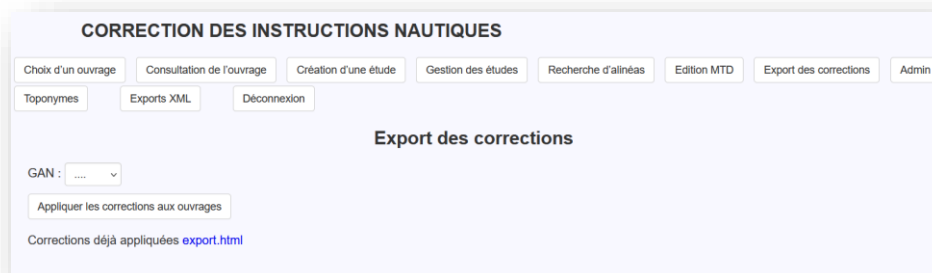 CORRECTION DES INSTRUCTIONS NAUTIQUES
Choix d'un ouvrage Consultation de l'ouvrage Création d'une étude Gestion des études Recherche d'alinéas Edition MTD Export des corrections Admin
Toponymes Exports XML Déconnexion
Export des corrections
GAN : ....
Appliquer les corrections aux ouvrages
Corrections déjà appliquées export.html